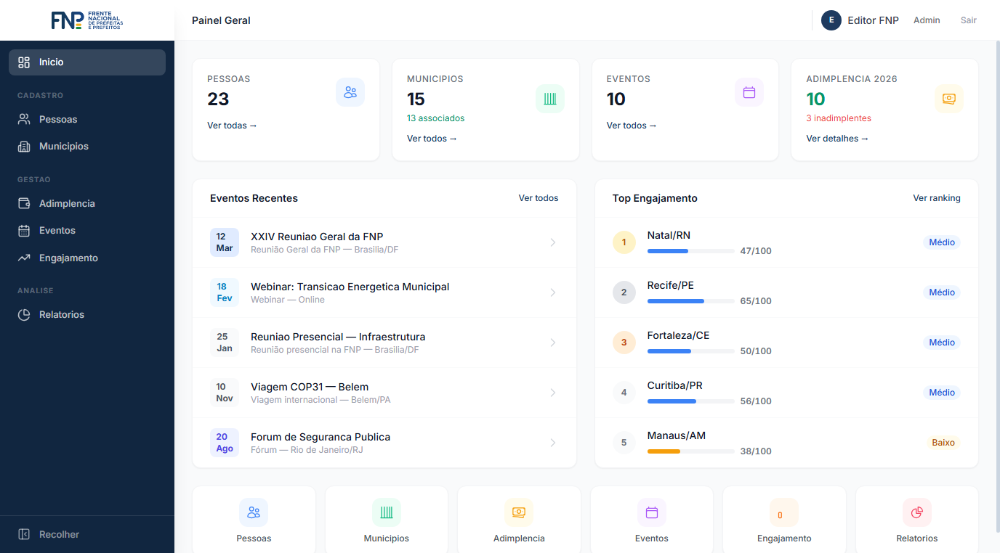 FNP
FRENTE
NACIONAL
DE PREFEITAS
E PREFEITOS
Painel Geral
E
Editor FNP
Admin
Sair
Inicio
CADASTRO
Pessoas
Municipios
GESTAO
Adimplencia
Eventos
Engajamento
ANALISE
Relatorios
Recolher
PESSOAS
23
Ver todas →
MUNICIPIOS
15
13 associados
Ver todos →
EVENTOS
10
Ver todos →
ADIMPLENCIA 2026
10
3 inadimplentes
Ver detalhes →
Eventos Recentes
Ver todos
12
Mar
XXIV Reuniao Geral da FNP
Reunião Geral da FNP — Brasilia/DF
18
Fev
Webinar: Transicao Energetica Municipal
Webinar — Online
25
Jan
Reuniao Presencial — Infraestrutura
Reunião presencial na FNP — Brasilia/DF
10
Nov
Viagem COP31 — Belem
Viagem internacional — Belem/PA
20
Ago
Forum de Seguranca Publica
Fórum — Rio de Janeiro/RJ
Top Engajamento
Ver ranking
1
Natal/RN
47/100
Médio
2
Recife/PE
65/100
Médio
3
Fortaleza/CE
50/100
Médio
4
Curitiba/PR
56/100
Médio
5
Manaus/AM
38/100
Baixo
Pessoas
Municipios
Adimplencia
Eventos
Engajamento
Relatorios